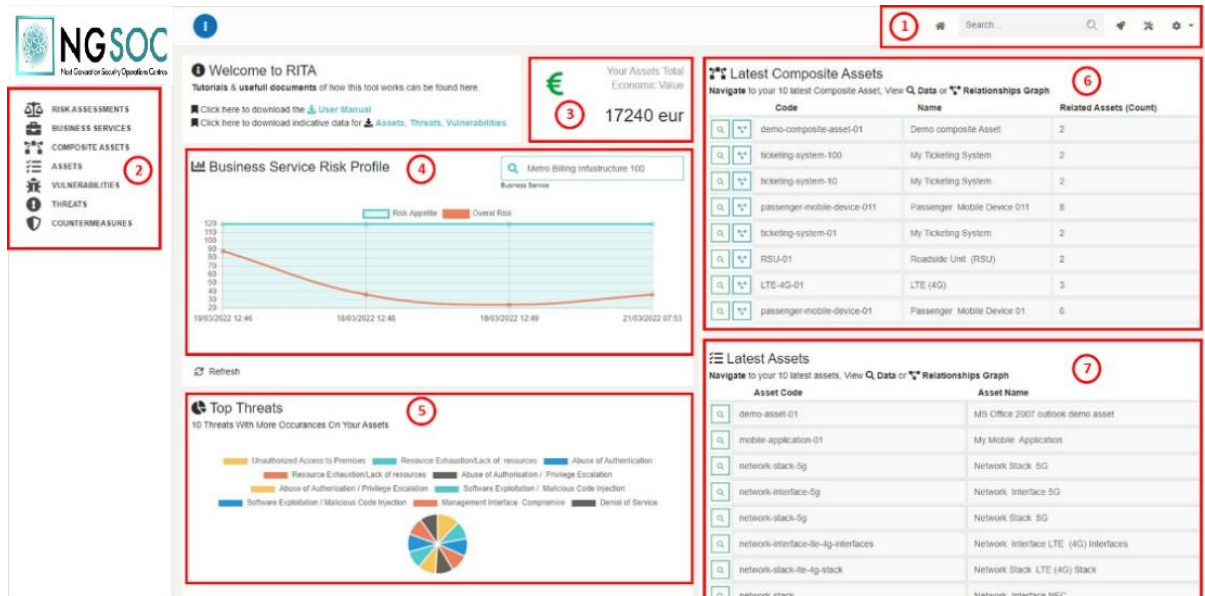 NGSOC
Next Generation Security Operations Centres
1
Search...
RISK ASSESSMENTS
BUSINESS SERVICES
COMPOSITE ASSETS
ASSETS
VULNERABILITIES
THREATS
COUNTERMEASURES
2
Welcome to RITA
Tutorials & usefull documents of how this tool works can be found here.
Click here to download the User Manual
Click here to download indicative data for Assets, Threats, Vulnerabilities
Your Assets Total
Economic Value
€
3
17240 eur
Business Service Risk Profile
4
Metro Billing Infustructure 100
Business Service
Risk Appetite Overal Risk
120
110
100
90
80
70
60
50
40
30
20
18/03/2022 12:46 18/03/2022 12:48 18/03/2022 12:49 21/03/2022 07:53
Refresh
Top Threats
5
10 Threats With More Occurances On Your Assets
Unauthorized Access to Premises Resource Exhaustion/Lack of resources Abuse of Authentication
Resource Exhaustion/Lack of resources Abuse of Authorisation / Privilege Escalation
Abuse of Authorisation / Privilege Escalation Software Exploitation / Malicious Code Injection
Software Exploitation / Malicious Code Injection Management Interface Compromise Denial of Service
Latest Composite Assets
6
Navigate to your 10 latest Composite Asset, View Data or Relationships Graph
Code Name Related Assets (Count)
demo-composite-asset-01 Demo composite Asset 2
ticketing-system-100 My Ticketing System 2
ticketing-system-10 My Ticketing System 2
passenger-mobile-device-011 Passenger Mobile Device 011 8
ticketing-system-01 My Ticketing System 2
RSU-01 Roadside Unit (RSU) 2
LTE-4G-01 LTE (4G) 3
passenger-mobile-device-01 Passenger Mobile Device 01 6
Latest Assets
7
Navigate to your 10 latest assets, View Data or Relationships Graph
Asset Code Asset Name
demo-asset-01 MS Office 2007 outlook demo asset
mobile-application-01 My Mobile Application
network-stack-5g Network Stack 5G
network-interface-5g Network Interface 5G
network-stack-5g Network Stack 5G
network-interface-lte-4g-interfaces Network Interface LTE (4G) Interfaces
network-stack-lte-4g-stack Network Stack LTE (4G) Stack
network-stack Network Interface NFC